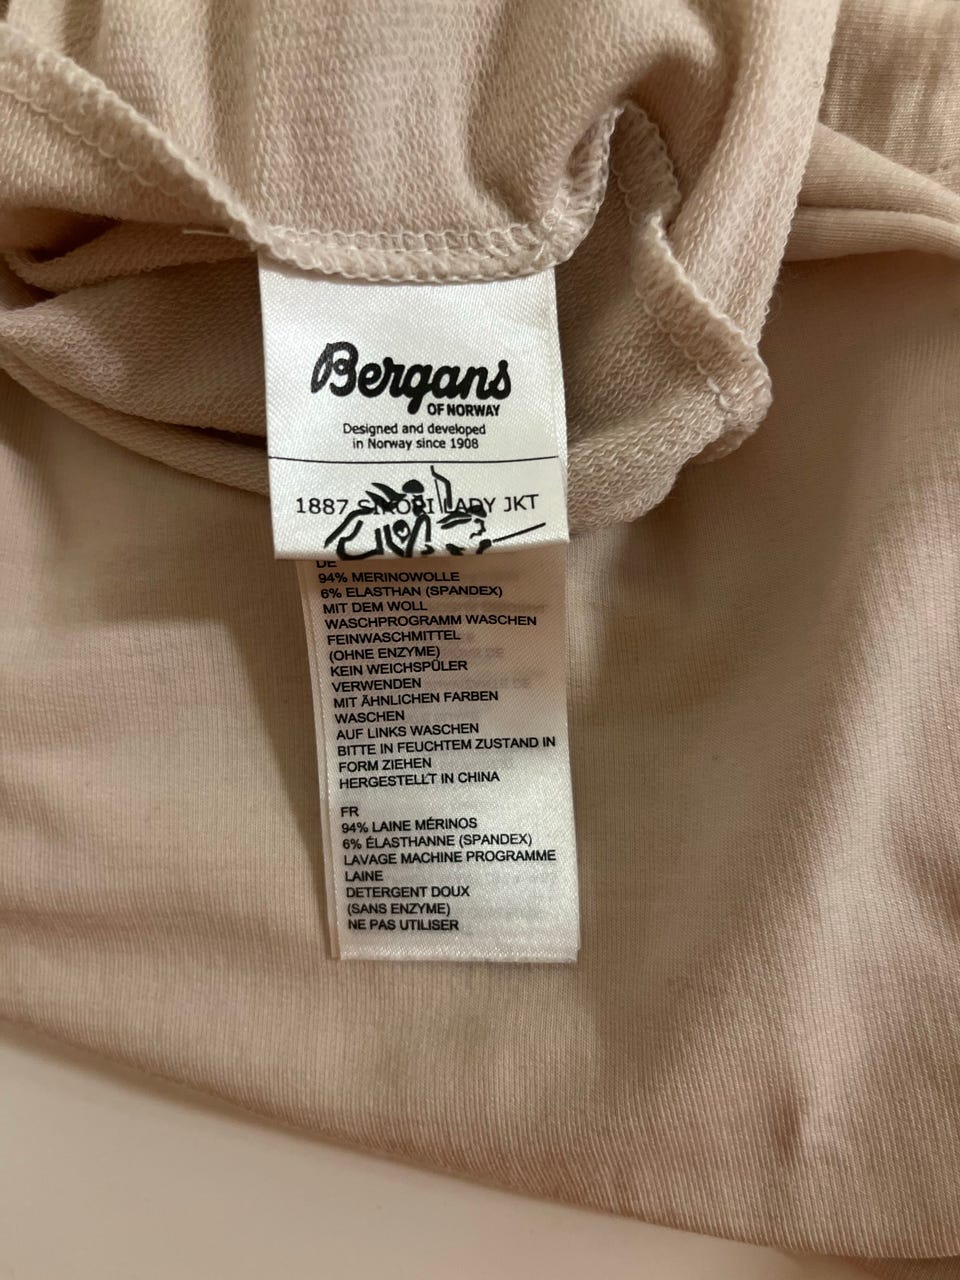 Bergans
OF NORWAY
Designed and developed
in Norway since 1908
1887 LADY JKT
DE
94% MERINOWOLLE
6% ELASTHAN (SPANDEX)
MIT DEM WOLL
WASCHPROGRAMM WASCHEN
FEINWASCHMITTEL
(OHNE ENZYME)
KEIN WEICHSPÜLER
VERWENDEN
MIT ÄHNLICHEN FARBEN
WASCHEN
AUF LINKS WASCHEN
BITTE IN FEUCHTEM ZUSTAND IN
FORM ZIEHEN
HERGESTELLT IN CHINA
FR
94% LAINE MÉRINOS
6% ÉLASTHANNE (SPANDEX)
LAVAGE MACHINE PROGRAMME
LAINE
DETERGENT DOUX
(SANS ENZYME)
NE PAS UTILISER